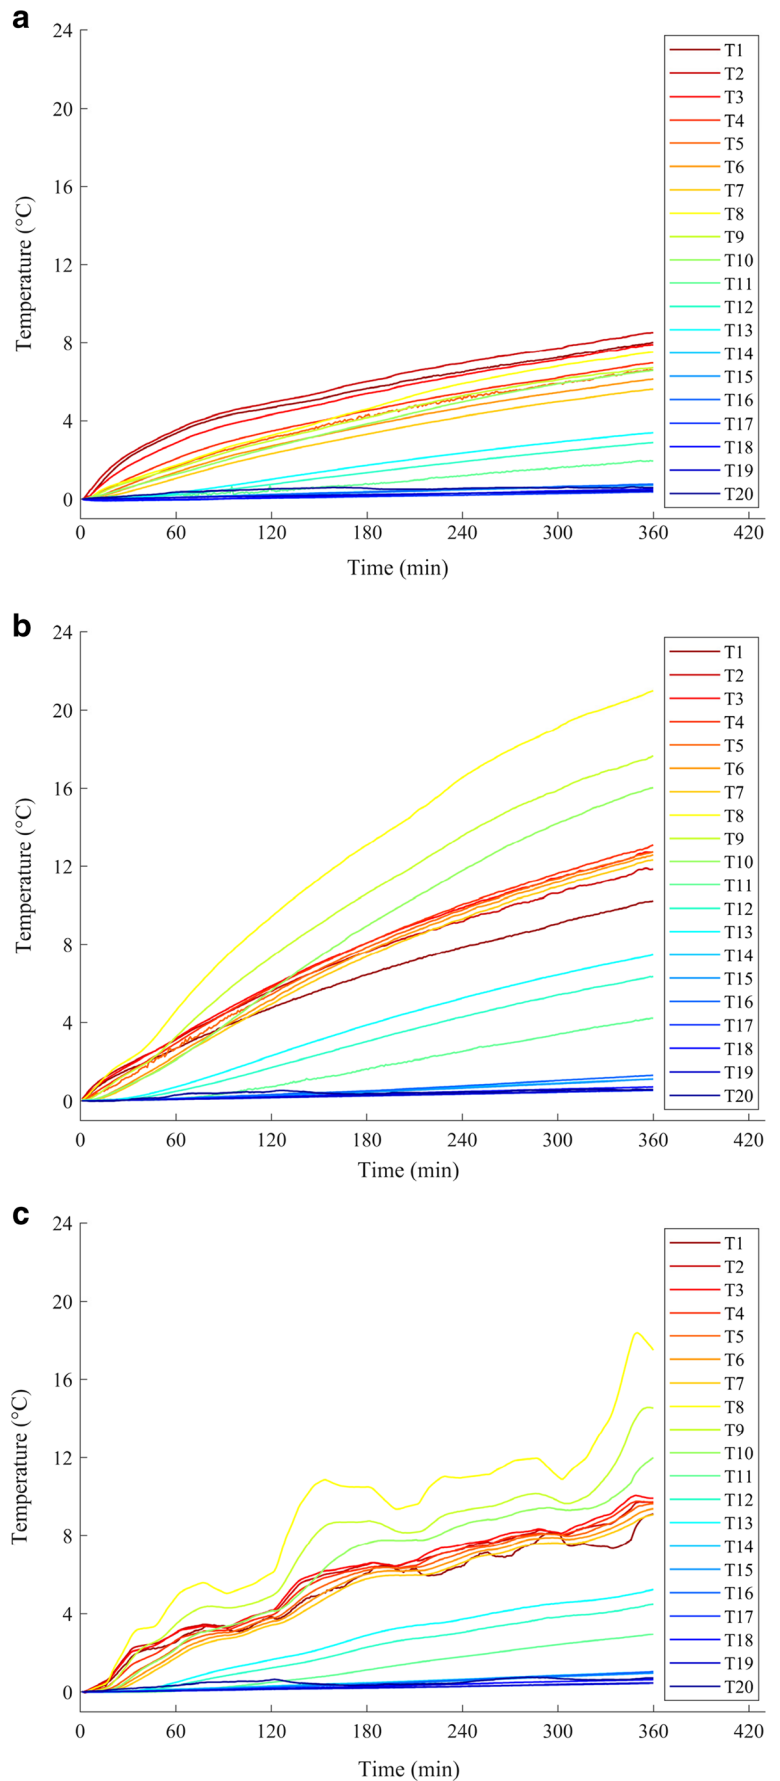 a
24
20
16
12
8
4
0
Temperature (°C)
0 60 120 180 240 300 360 420
Time (min)
T1
T2
T3
T4
T5
T6
T7
T8
T9
T10
T11
T12
T13
T14
T15
T16
T17
T18
T19
T20
b
24
20
16
12
8
4
0
Temperature (°C)
0 60 120 180 240 300 360 420
Time (min)
T1
T2
T3
T4
T5
T6
T7
T8
T9
T10
T11
T12
T13
T14
T15
T16
T17
T18
T19
T20
c
24
20
16
12
8
4
0
Temperature (°C)
0 60 120 180 240 300 360 420
Time (min)
T1
T2
T3
T4
T5
T6
T7
T8
T9
T10
T11
T12
T13
T14
T15
T16
T17
T18
T19
T20